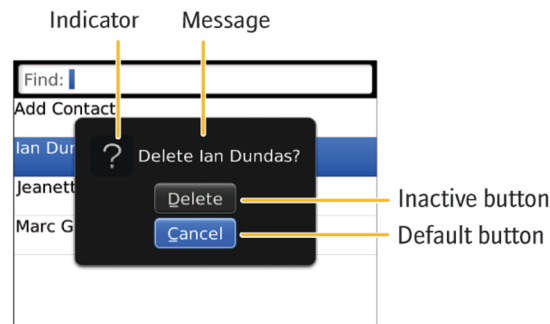 Indicator Message
Find:
Add Contact
Ian Dun
? Delete Ian Dundas?
Jeanett
Delete Inactive button
Marc G
Cancel Default button